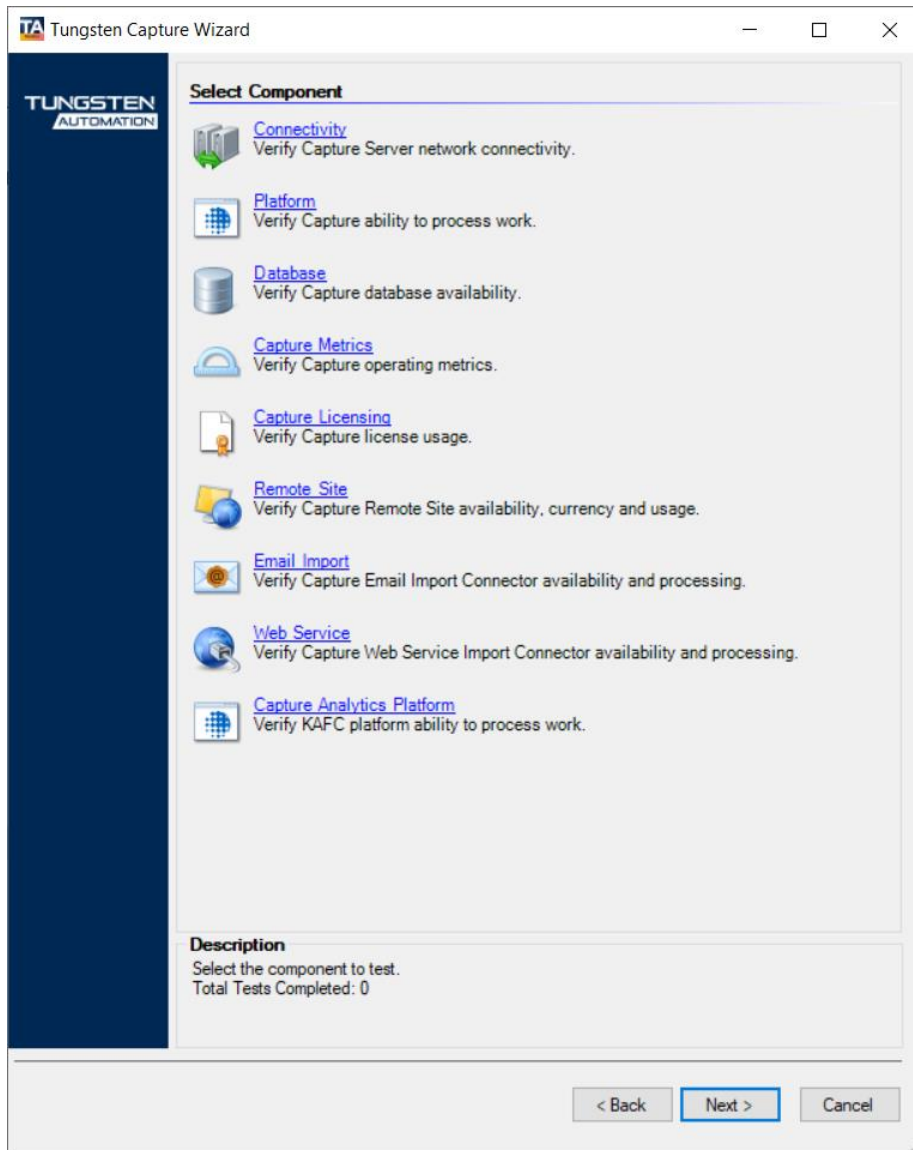 TA Tungsten Capture Wizard
TUNGSTEN
AUTOMATION
Select Component
Connectivity
Verify Capture Server network connectivity.
Platform
Verify Capture ability to process work.
Database
Verify Capture database availability.
Capture Metrics
Verify Capture operating metrics.
Capture Licensing
Verify Capture license usage.
Remote Site
Verify Capture Remote Site availability, currency and usage.
@
Email Import
Verify Capture Email Import Connector availability and processing.
Web Service
Verify Capture Web Service Import Connector availability and processing.
Capture Analytics Platform
Verify KAFC platform ability to process work.
Description
Select the component to test.
Total Tests Completed: 0
< Back Next > Cancel